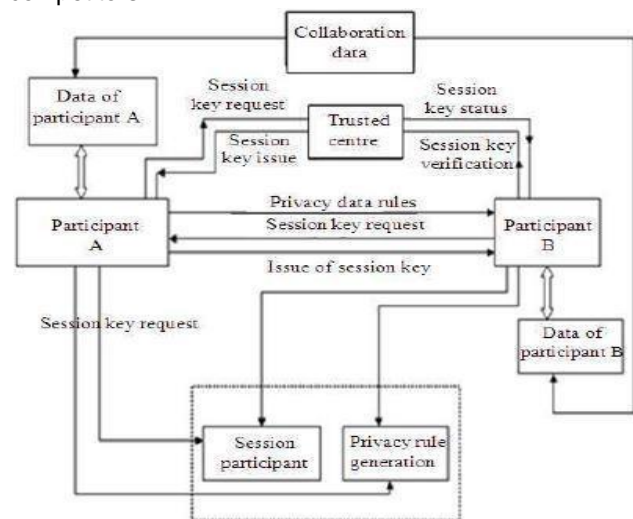 Collaboration
data
Data of
participant A
Session
key request
Session
key status
Trusted
centre
Session
key issue
Session key
verification
Participant
A
Privacy data rules
Session key request
Issue of session key
Participant
B
Session key request
Data of
participant B
Session
participant
Privacy rule
generation